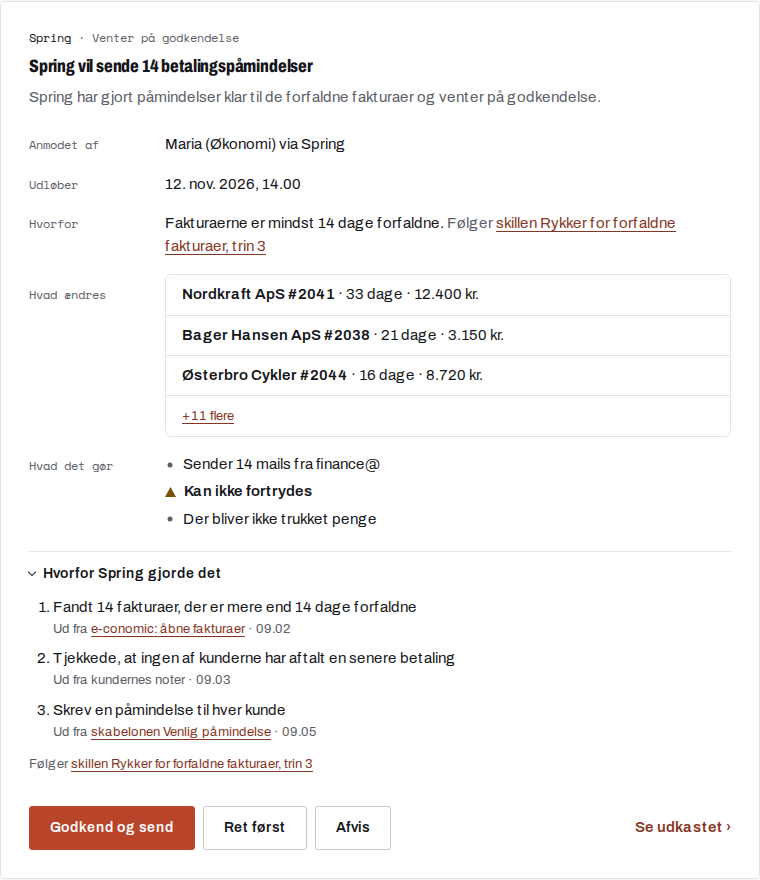 Spring · Venter på godkendelse
Spring vil sende 14 betalingspåmindelser
Spring har gjort påmindelser klar til de forfaldne fakturaer og venter på godkendelse.
Anmodet af
Maria (Økonomi) via Spring
Udløber
12. nov. 2026, 14.00
Hvorfor
Fakturaerne er mindst 14 dage forfaldne. Følger skillen Rykker for forfaldne
fakturaer, trin 3
Hvad ændres
Nordkraft ApS #2041 · 33 dage · 12.400 kr.
Bager Hansen ApS #2038 · 21 dage · 3.150 kr.
Østerbro Cykler #2044 · 16 dage · 8.720 kr.
+11 flere
Hvad det gør
Sender 14 mails fra finance@
Kan ikke fortrydes
Der bliver ikke trukket penge
Hvorfor Spring gjorde det
1. Fandt 14 fakturaer, der er mere end 14 dage forfaldne
Ud fra e-conomic: åbne fakturaer · 09.02
2. Tjekkede, at ingen af kunderne har aftalt en senere betaling
Ud fra kundernes noter · 09.03
3. Skrev en påmindelse til hver kunde
Ud fra skabelonen Venlig påmindelse · 09.05
Følger skillen Rykker for forfaldne fakturaer, trin 3
Godkend og send
Ret først
Afvis
Se udkastet ›